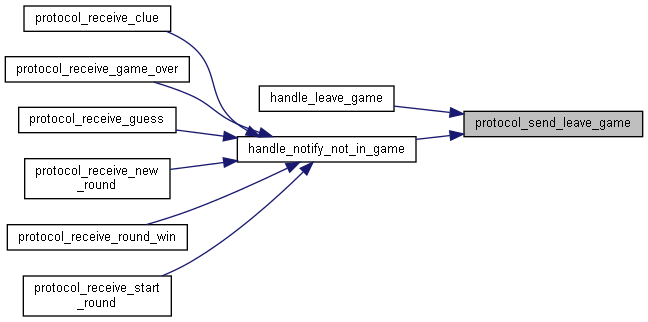 protocol_receive_clue
protocol_receive_game_over
protocol_receive_guess
protocol_receive_new
_round
protocol_receive_round_win
protocol_receive_start
_round
handle_leave_game
handle_notify_not_in_game
protocol_send_leave_game